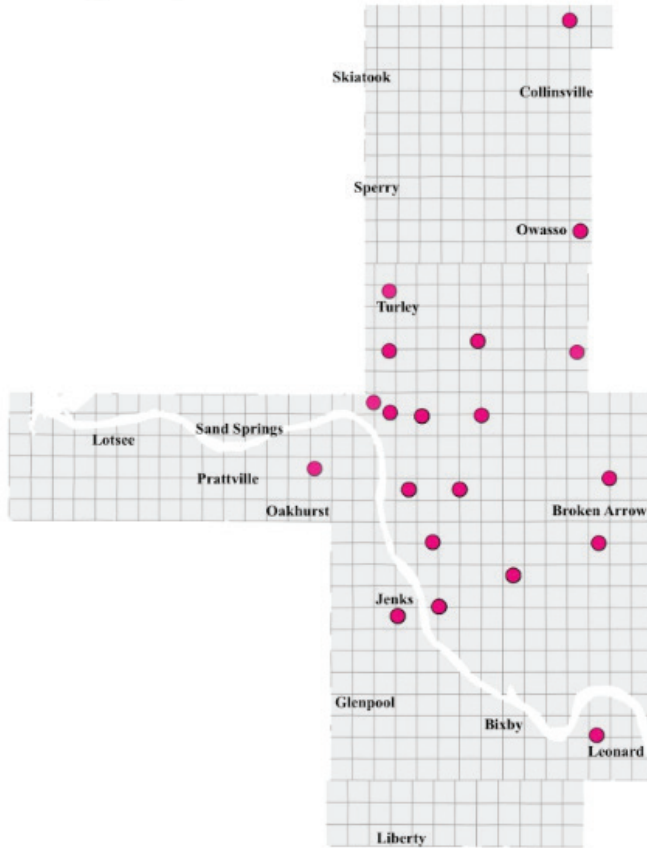 Skiatook
Collinsville
Sperry
Owasso
Turley
Sand Springs
Lotsee
Prattville
Oakhurst
Broken Arrow
Jenks
Glenpool
Bixby
Leonard
Liberty